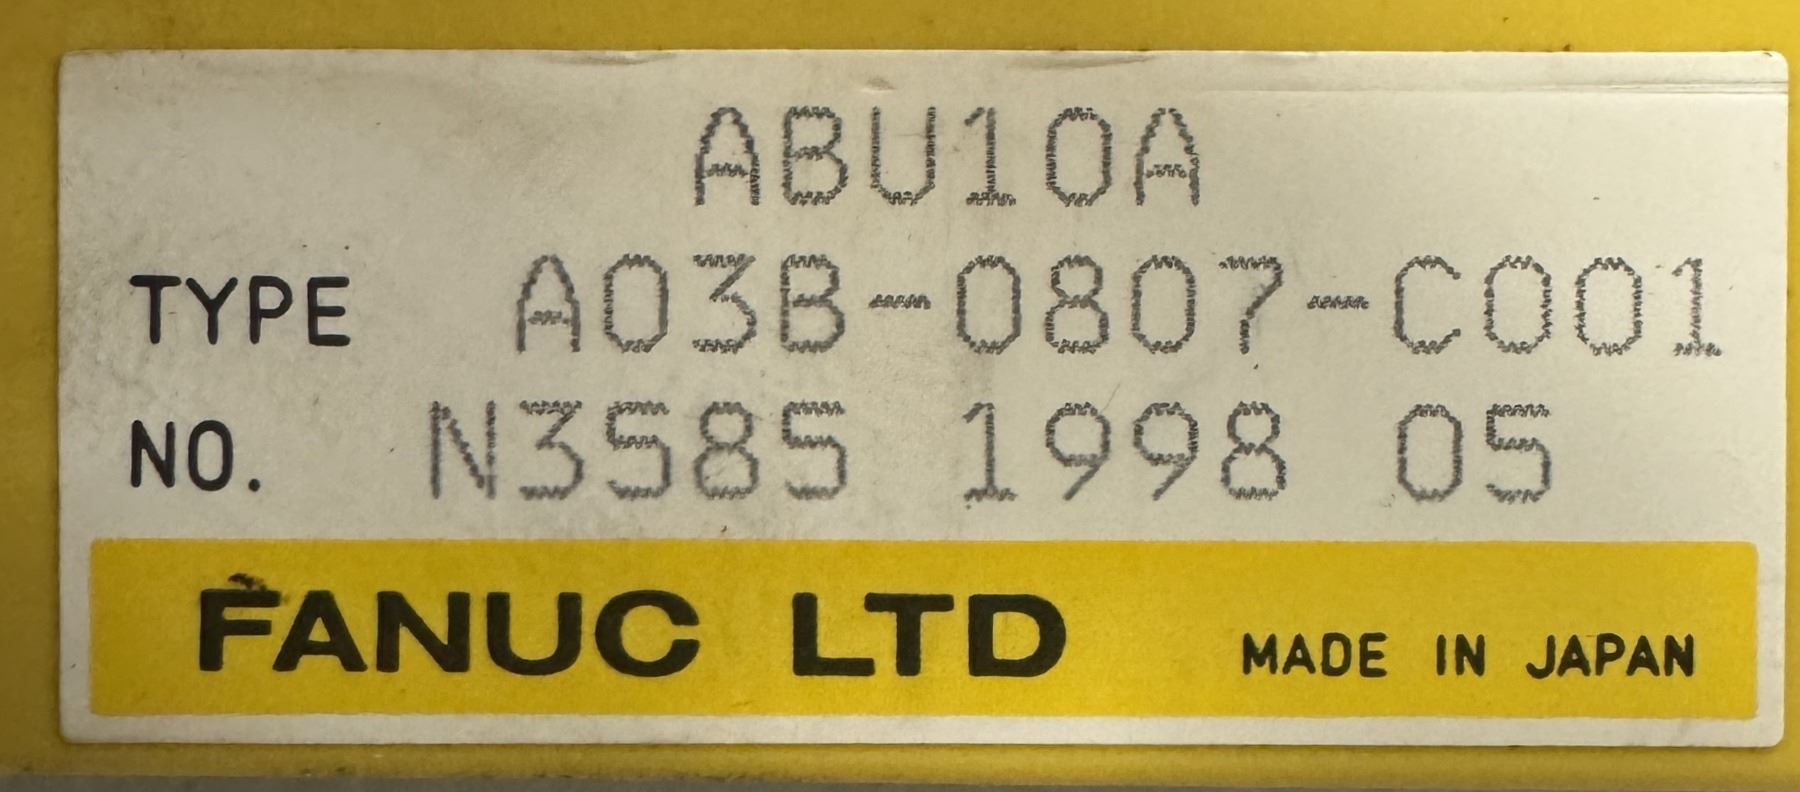 ABU10A
TYPE A03B-0807-C001
NO. N3585 1998 05
FANUC LTD MADE IN JAPAN